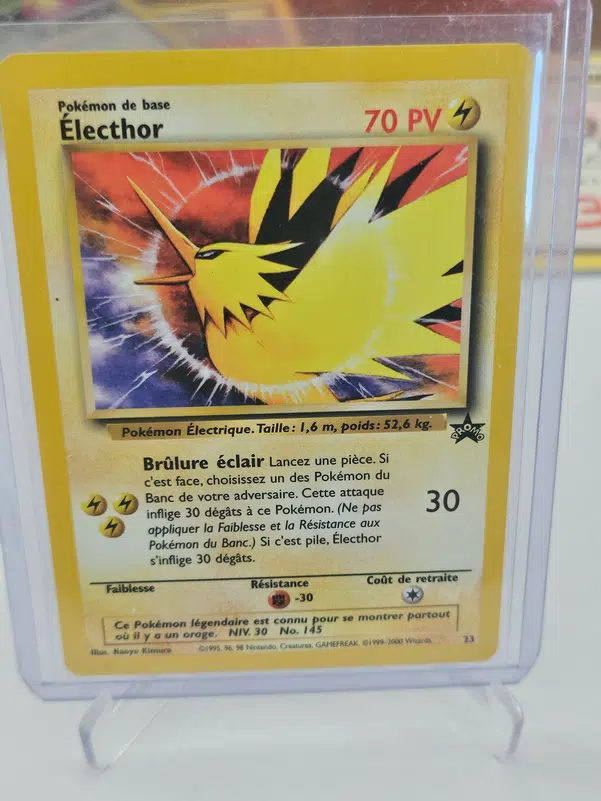 Pokémon de base
Électhor
70 PV
Pokémon Électrique. Taille: 1,6 m, poids: 52,6 kg.
PROMO
Brûlure éclair Lancez une pièce. Si
c'est face, choisissez un des Pokémon du
Banc de votre adversaire. Cette attaque
inflige 30 dégâts à ce Pokémon. (Ne pas
appliquer la Faiblesse et la Résistance aux
Pokémon du Banc.) Si c'est pile, Électhor
s'inflige 30 dégâts.
30
Faiblesse
Résistance
-30
Coût de retraite
Ce Pokémon légendaire est connu pour se montrer partout
où il y a un orage. NIV. 30 No. 145
Illus. Naoyo Kimura
©1995, 96, 98 Nintendo, Creatures, GAMEFREAK. ©1999-2000 Wizards.
23